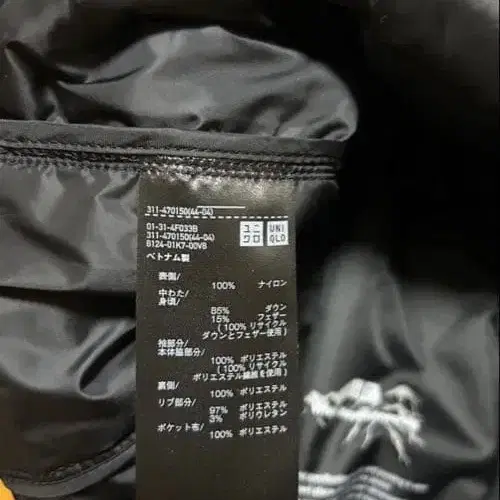 311-470150(44-04)
01-31-4F033B
311-470150(44-04)
6124-01K7-00V8
ベトナム製
ユニ
クロ
UNI
QLO
表側/
100% ナイロン
中わた/
身頃/
85% ダウン
15% フェザー
(100% リサイクル
ダウンとフェザー使用)
袖部分/
本体脇部分/
100% ポリエステル
(100% リサイクル
ポリエステル繊維を使用)
裏側/
100% ポリエステル
リブ部分/
97% ポリエステル
3% ポリウレタン
ポケット布/
100% ポリエステル